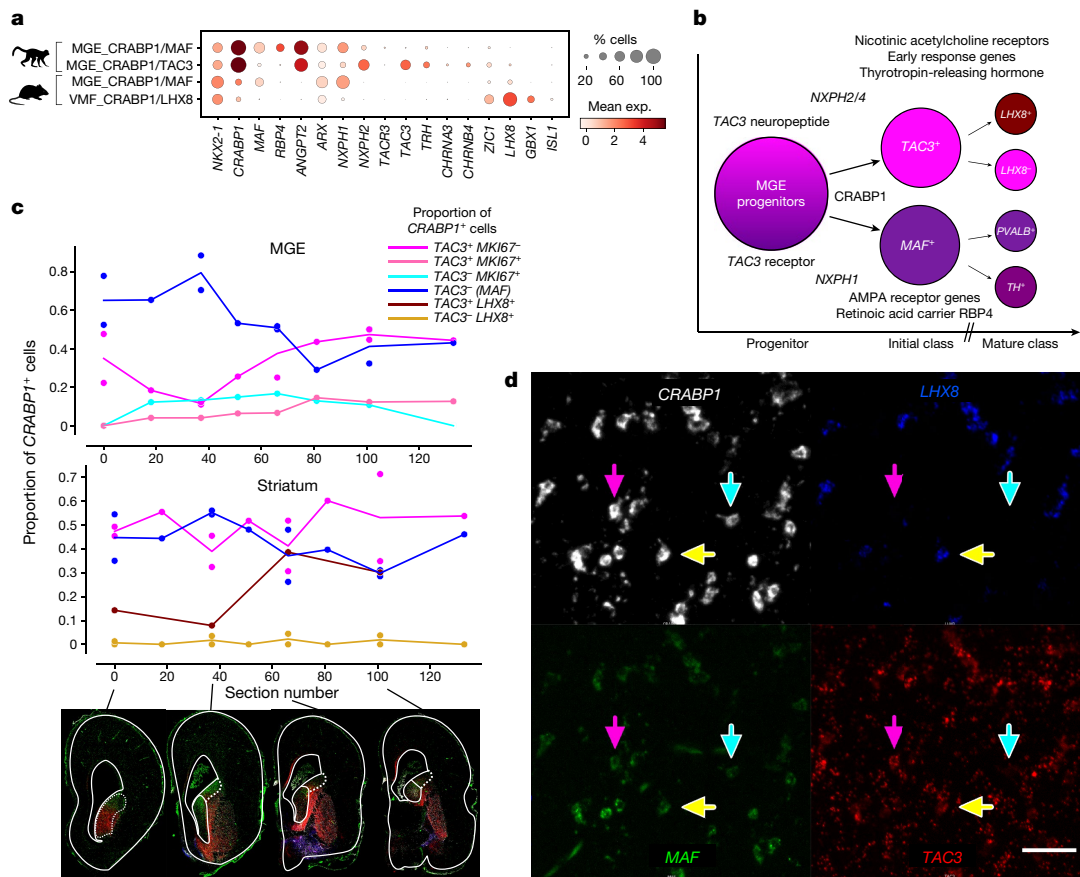 a
MGE_CRABP1/MAF
MGE_CRABP1/TAC3
MGE_CRABP1/MAF
VMF_CRABP1/LHX8
NKX2-1
CRABP1
MAF
RBP4
ANGPT2
ARX
NXPH1
NXPH2
TACR3
TAC3
TRH
CHRNA3
CHRNB4
ZIC1
LHX8
GBX1
ISL1
% cells
20 60 100
Mean exp.
0 2 4
b
Nicotinic acetylcholine receptors
Early response genes
Thyrotropin-releasing hormone
NXPH2/4
TAC3 neuropeptide
MGE
progenitors
TAC3 receptor
CRABP1
TAC3+
MAF+
LHX8+
LHX8−
PVALB+
TH+
NXPH1
AMPA receptor genes
Retinoic acid carrier RBP4
Progenitor
Initial class
Mature class
c
Proportion of
CRABP1+ cells
TAC3+ MKI67−
TAC3+ MKI67+
TAC3− MKI67+
TAC3− (MAF)
TAC3+ LHX8+
TAC3− LHX8+
MGE
0.8
0.6
0.4
0.2
0
0 20 40 60 80 100 120
Proportion of CRABP1+ cells
Striatum
0.7
0.6
0.5
0.4
0.3
0.2
0.1
0
0 20 40 60 80 100 120
Section number
d
CRABP1
LHX8
MAF
TAC3